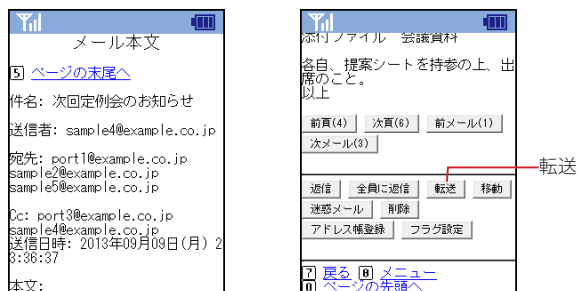 メール本文
5 ページの末尾へ
件名: 次回定例会のお知らせ
送信者: sample4@example.co.jp
宛先: port1@example.co.jp
sample2@example.co.jp
sample5@example.co.jp
Cc: port3@example.co.jp
sample4@example.co.jp
送信日時: 2013年09月09日(月) 2
3:36:37
本文:
添付ファイル 会議資料
各自、提案シートを持参の上、出
席のこと。
以上
前頁(4) 次頁(6) 前メール(1)
次メール(3)
返信 全員に返信 転送 移動
迷惑メール 削除
アドレス帳登録 フラグ設定
7 戻る 8 メニュー
0 ページの先頭へ
転送